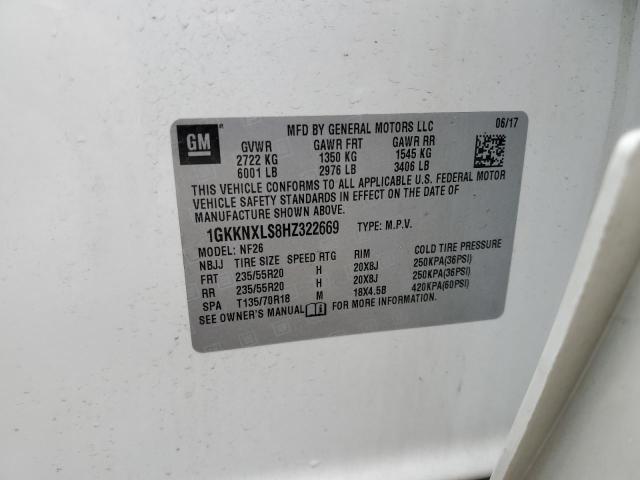 GM
MFD BY GENERAL MOTORS LLC 06/17
GVWR GAWR FRT GAWR RR
2722 KG 1350 KG 1545 KG
6001 LB 2976 LB 3406 LB
THIS VEHICLE CONFORMS TO ALL APPLICABLE U.S. FEDERAL MOTOR
VEHICLE SAFETY STANDARDS IN EFFECT ON THE DATE OF
MANUFACTURE SHOWN ABOVE.
1GKKNXLS8HZ322669 TYPE: M.P.V.
MODEL: NF26
NBJJ TIRE SIZE SPEED RTG RIM COLD TIRE PRESSURE
FRT 235/55R20 H 20X8J 250KPA(36PSI)
RR 235/55R20 H 20X8J 250KPA(36PSI)
SPA T135/70R18 M 18X4.5B 420KPA(60PSI)
SEE OWNER'S MANUAL FOR MORE INFORMATION.